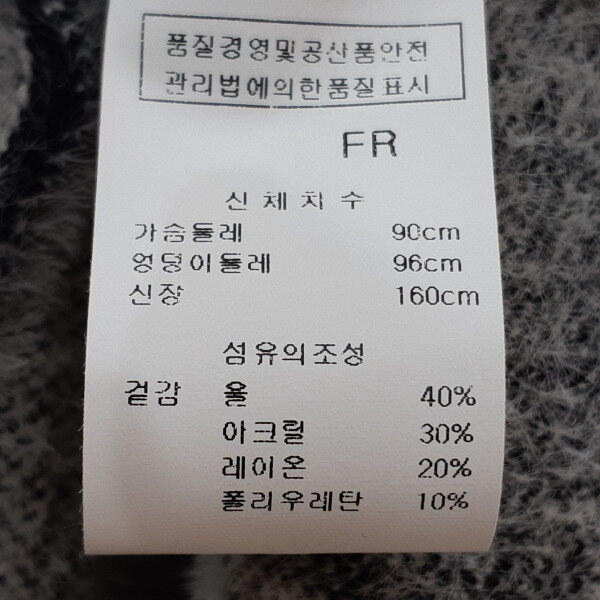 품질경영및공산품안전
관리법에의한품질표시
FR
신체치수
가슴둘레 90cm
엉덩이둘레 96cm
신장 160cm
섬유의조성
겉감 울 40%
아크릴 30%
레이온 20%
폴리우레탄 10%